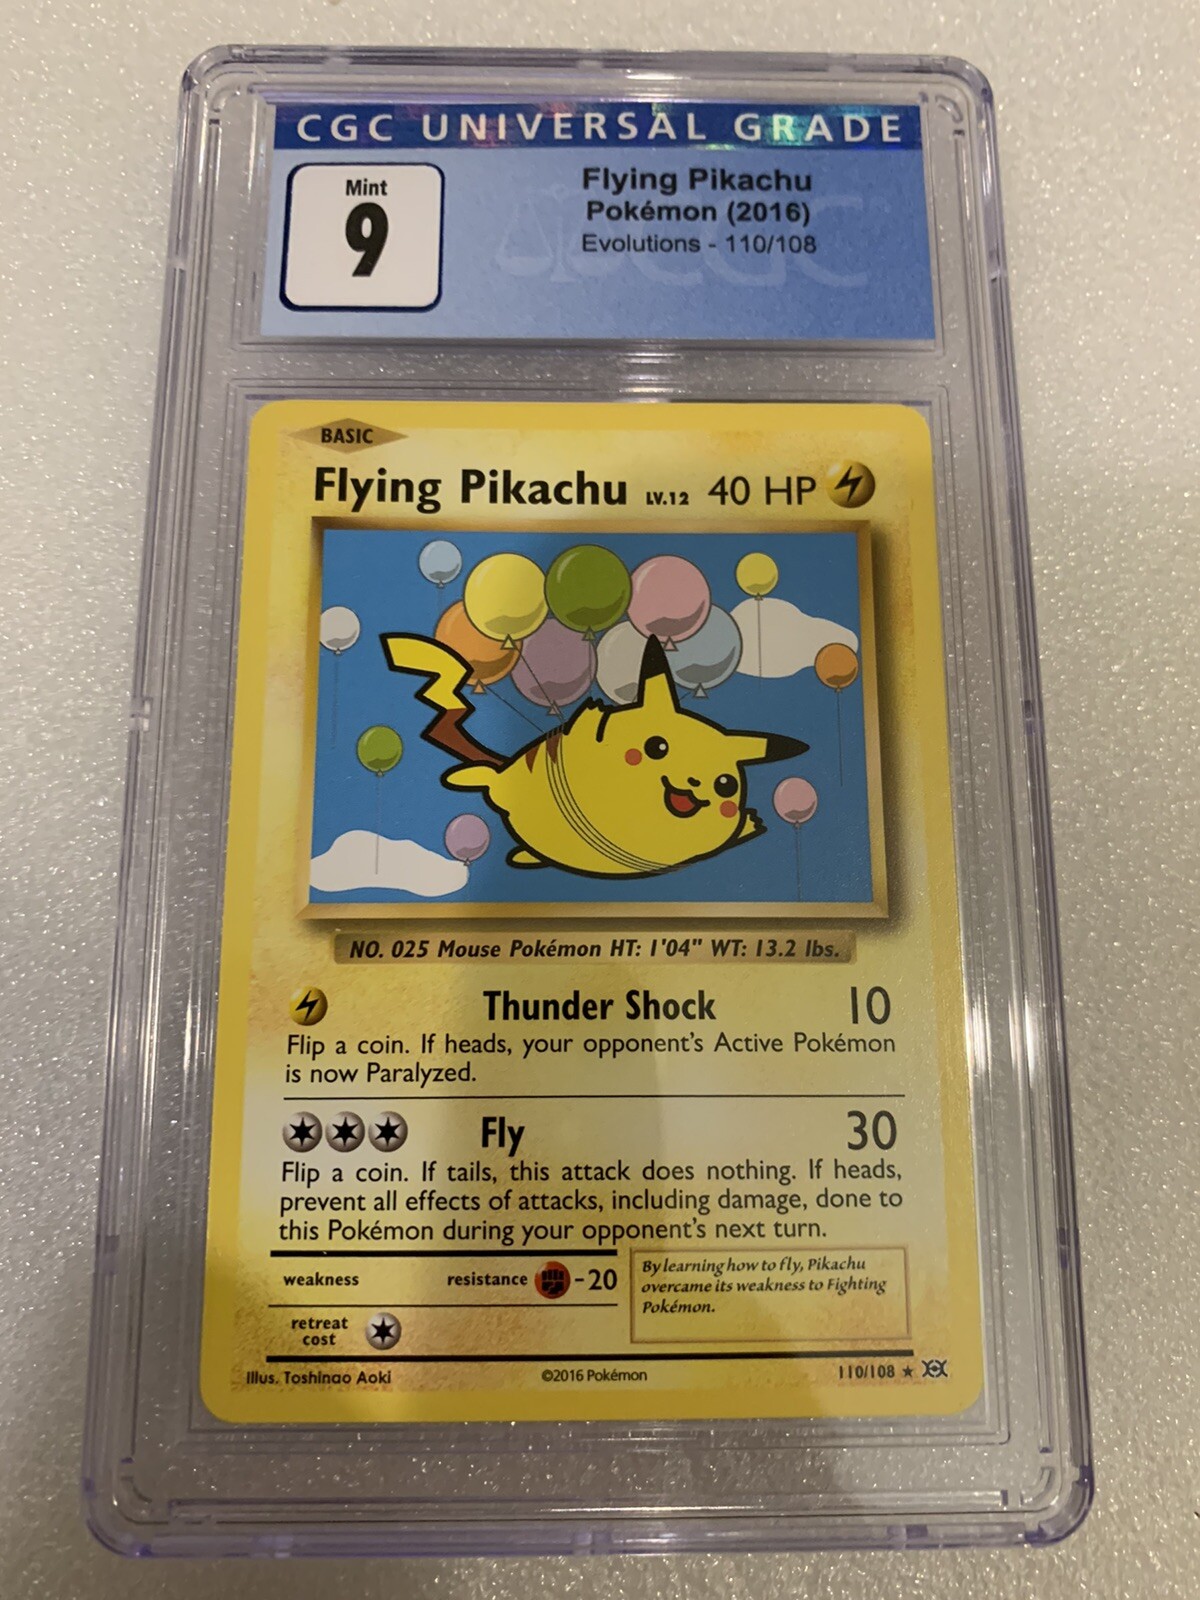 CGC UNIVERSAL GRADE
Mint
9
Flying Pikachu
Pokémon (2016)
Evolutions - 110/108
CGC
BASIC
Flying Pikachu LV.12 40 HP
NO. 025 Mouse Pokémon HT: 1'04" WT: 13.2 lbs.
Thunder Shock 10
Flip a coin. If heads, your opponent's Active Pokémon
is now Paralyzed.
Fly 30
Flip a coin. If tails, this attack does nothing. If heads,
prevent all effects of attacks, including damage, done to
this Pokémon during your opponent's next turn.
weakness resistance -20
retreat
cost
By learning how to fly, Pikachu
overcame its weakness to Fighting
Pokémon.
Illus. Toshinao Aoki ©2016 Pokémon 110/108 ★